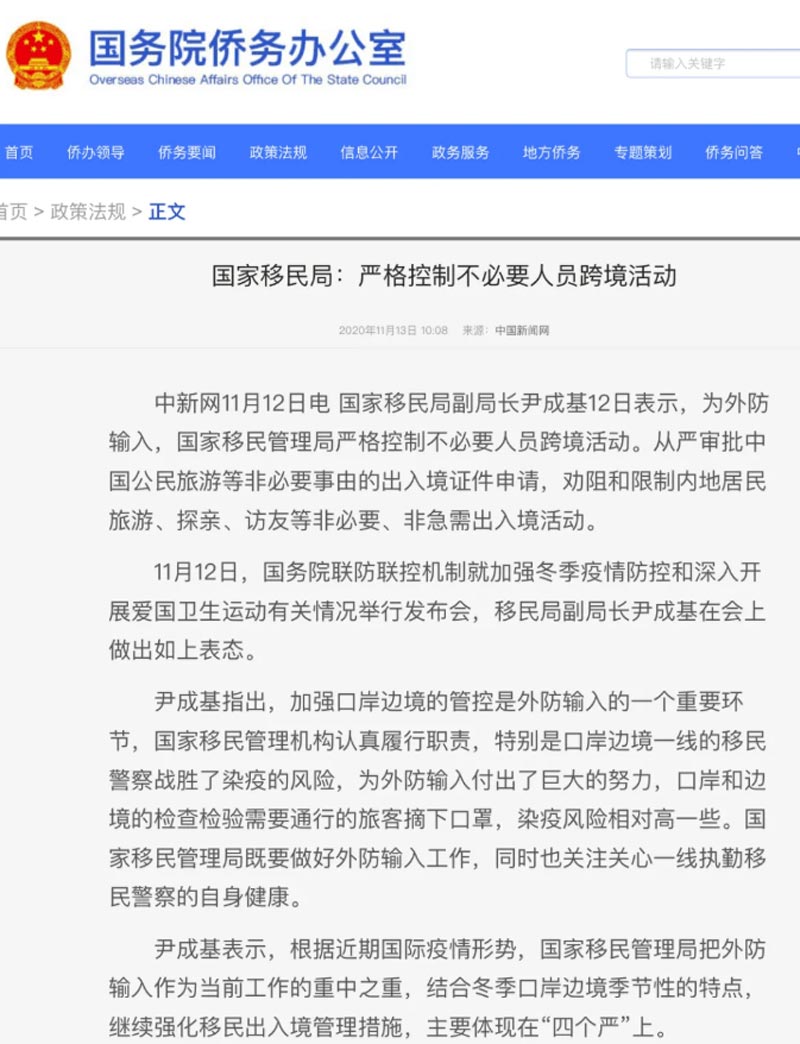 国务院侨务办公室
Overseas Chinese Affairs Office Of The State Council
请输入关键字
首页 侨办领导 侨务要闻 政策法规 信息公开 政务服务 地方侨务 专题策划 侨务问答
首页 > 政策法规 > 正文
国家移民局：严格控制不必要人员跨境活动
2020年11月13日 10:08 来源：中国新闻网
中新网11月12日电 国家移民局副局长尹成基12日表示，为外防
输入，国家移民管理局严格控制不必要人员跨境活动。从严审批中
国公民旅游等非必要事由的出入境证件申请，劝阻和限制内地居民
旅游、探亲、访友等非必要、非急需出入境活动。
11月12日，国务院联防联控机制就加强冬季疫情防控和深入开
展爱国卫生运动有关情况举行发布会，移民局副局长尹成基在会上
做出如上表态。
尹成基指出，加强口岸边境的管控是外防输入的一个重要环
节，国家移民管理机构认真履行职责，特别是口岸边境一线的移民
警察战胜了染疫的风险，为外防输入付出了巨大的努力，口岸和边
境的检查检验需要通行的旅客摘下口罩，染疫风险相对高一些。国
家移民管理局既要做好外防输入工作，同时也关注关心一线执勤移
民警察的自身健康。
尹成基表示，根据近期国际疫情形势，国家移民管理局把外防
输入作为当前工作的重中之重，结合冬季口岸边境季节性的特点，
继续强化移民出入境管理措施，主要体现在“四个严”上。